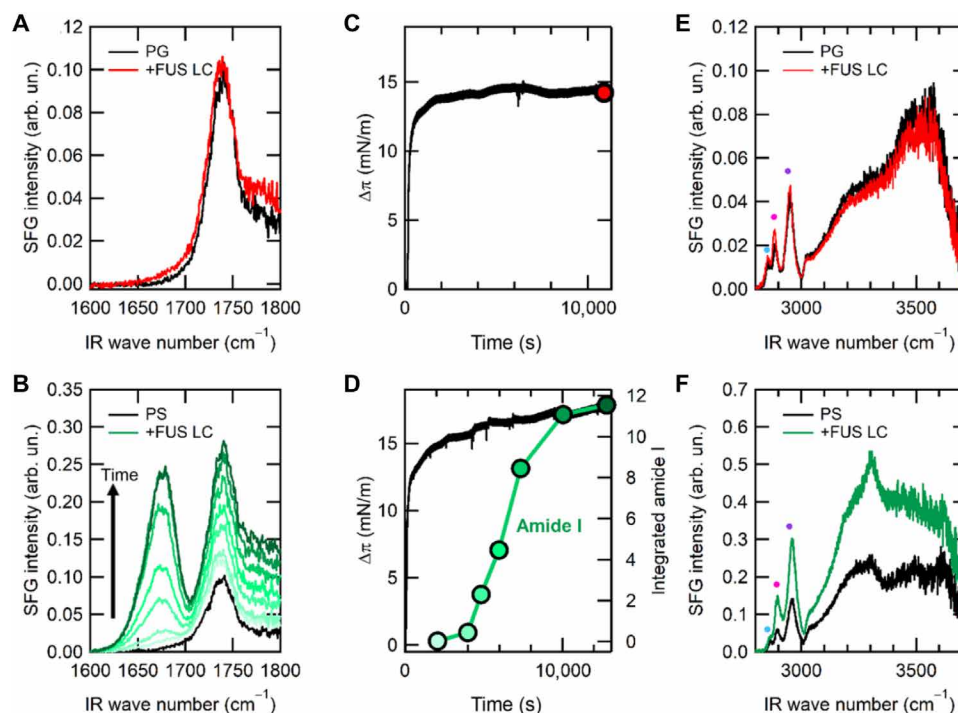 A
SFG intensity (arb. un.)
0.12
0.10
0.08
0.06
0.04
0.02
0.00
PG
+FUS LC
1600 1650 1700 1750 1800
IR wave number (cm⁻¹)
C
Δπ (mN/m)
15
10
5
0
0 10,000
Time (s)
E
SFG intensity (arb. un.)
0.12
0.10
0.08
0.06
0.04
0.02
0.00
PG
+FUS LC
3000 3500
IR wave number (cm⁻¹)
B
SFG intensity (arb. un.)
0.35
0.30
0.25
0.20
0.15
0.10
0.05
0.00
PS
+FUS LC
Time
1600 1650 1700 1750 1800
IR wave number (cm⁻¹)
D
Δπ (mN/m)
15
10
5
0
Amide I
12
10
8
6
4
2
0
Integrated amide I
0 10,000
Time (s)
F
SFG intensity (arb. un.)
0.7
0.6
0.5
0.4
0.3
0.2
0.1
0.0
PS
+FUS LC
3000 3500
IR wave number (cm⁻¹)